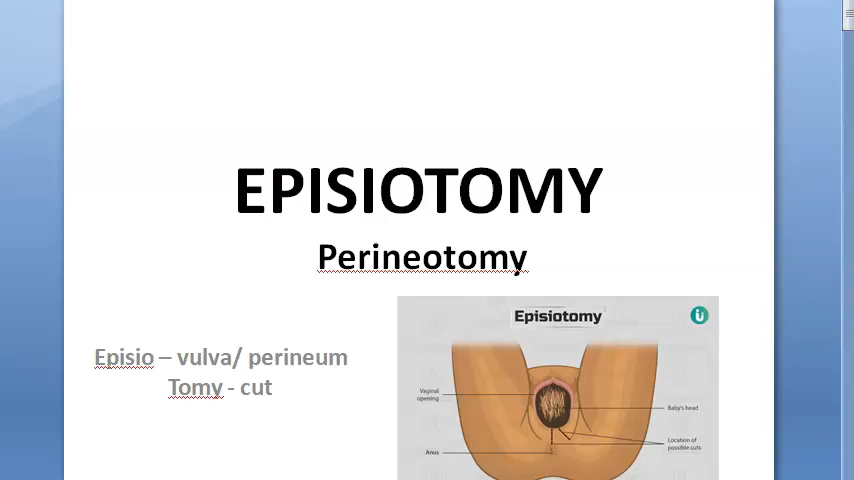 EPISIOTOMY
Perineotomy
Episio – vulva/ perineum
Tomy - cut
Episiotomy
Vaginal
opening
Baby's head
Location of
possible cuts
Anus